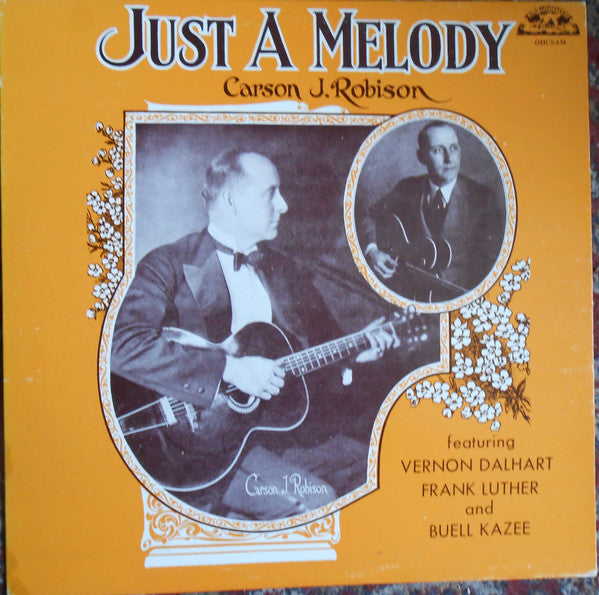 JUST A MELODY
Carson J. Robison
Carson J. Robison
featuring
VERNON DALHART
FRANK LUTHER
and
BUELL KAZEE